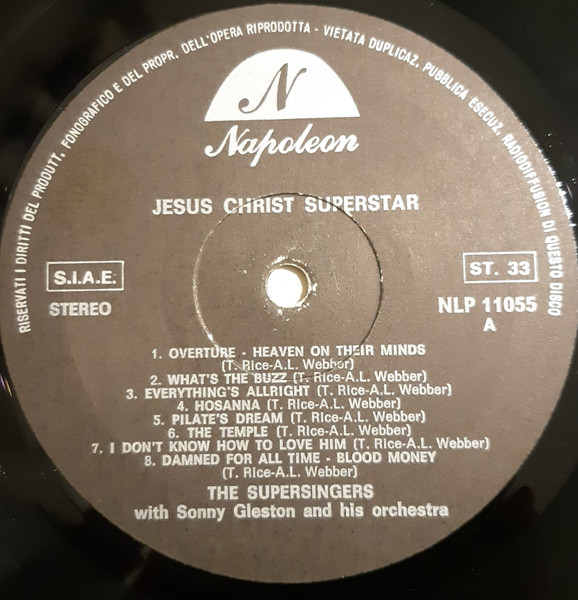 RISERVATI I DIRITTI DEL PRODUTT. FONOGRAFICO E DEL PROPR. DELL'OPERA RIPRODOTTA - VIETATA DUPLICAZ. PUBBLICA ESECUZ. RADIODIFFUSION DI QUESTO DISCO
N
Napoleon
JESUS CHRIST SUPERSTAR
S.I.A.E.
ST. 33
STEREO
NLP 11055
A
1. OVERTURE - HEAVEN ON THEIR MINDS
(T. Rice-A.L. Webber)
2. WHAT'S THE BUZZ (T. Rice-A.L. Webber)
3. EVERYTHING'S ALLRIGHT (T. Rice-A.L. Webber)
4. HOSANNA (T. Rice-A.L. Webber)
5. PILATE'S DREAM (T. Rice-A.L. Webber)
6. THE TEMPLE (T. Rice-A.L. Webber)
7. I DON'T KNOW HOW TO LOVE HIM (T. Rice-A.L. Webber)
8. DAMNED FOR ALL TIME - BLOOD MONEY
(T. Rice-A.L. Webber)
THE SUPERSINGERS
with Sonny Gleston and his orchestra